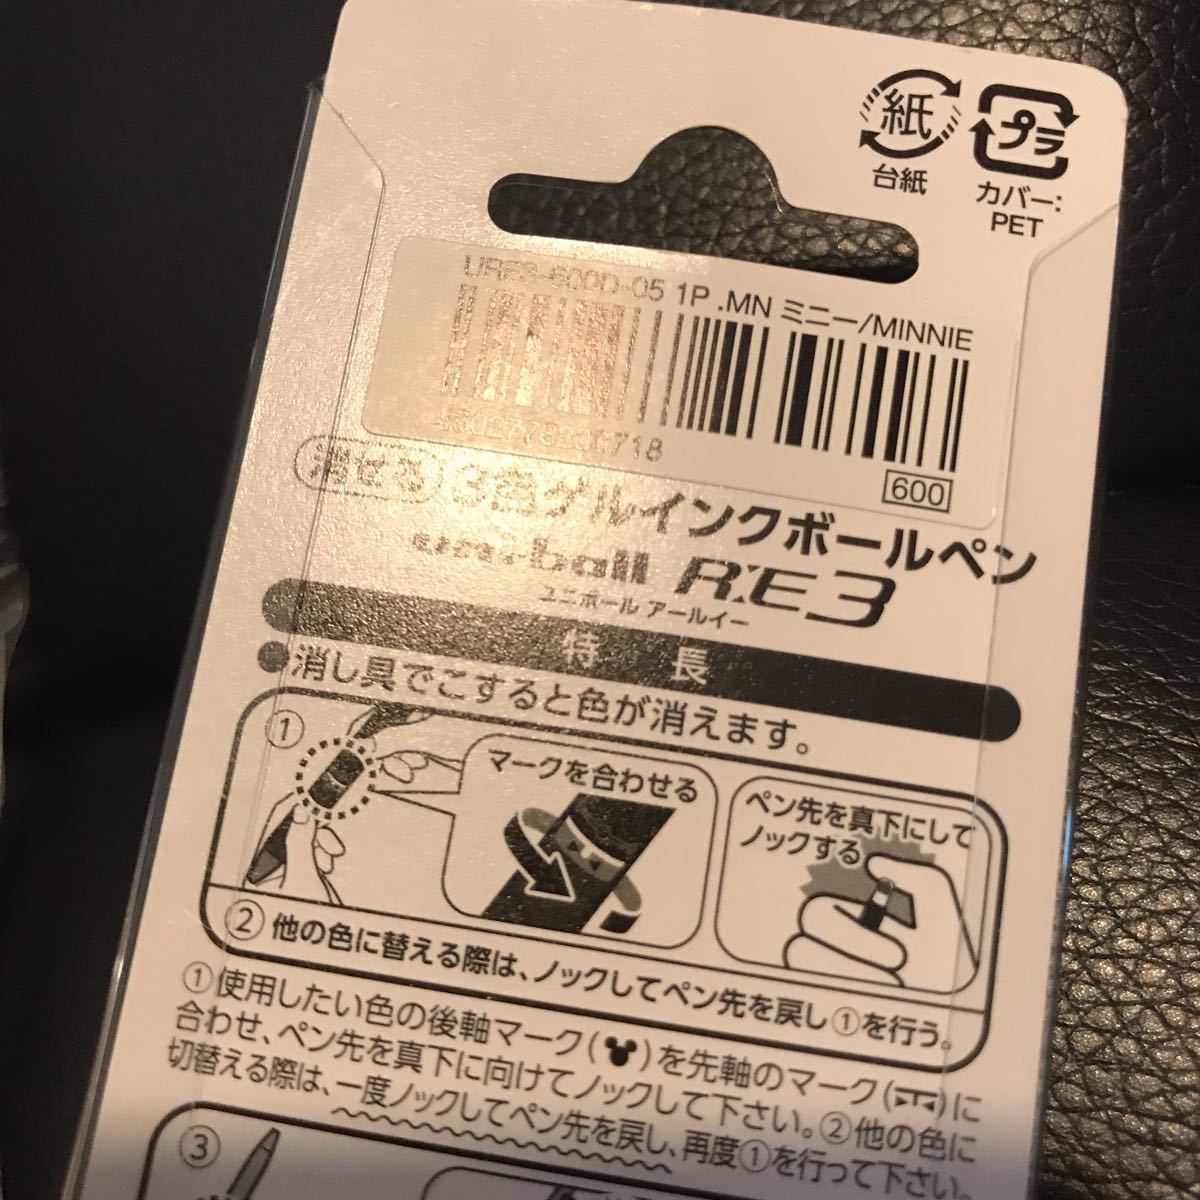 紙
台紙
プラ
カバー:
PET
URE3-600D-05 1P .MN ミニー/MINNIE
600
消せる 3色ゲルインクボールペン
uni-ball R:E 3
ユニボール アールイー
特 長
●消し具でこすると色が消えます。
①
マークを合わせる
ペン先を真下にして
ノックする
② 他の色に替える際は、ノックしてペン先を戻し①を行う。
①使用したい色の後軸マーク( )を先軸のマーク( )に
合わせ、ペン先を真下に向けてノックして下さい。②他の色に
切替える際は、一度ノックしてペン先を戻し、再度①を行って下さい。
③